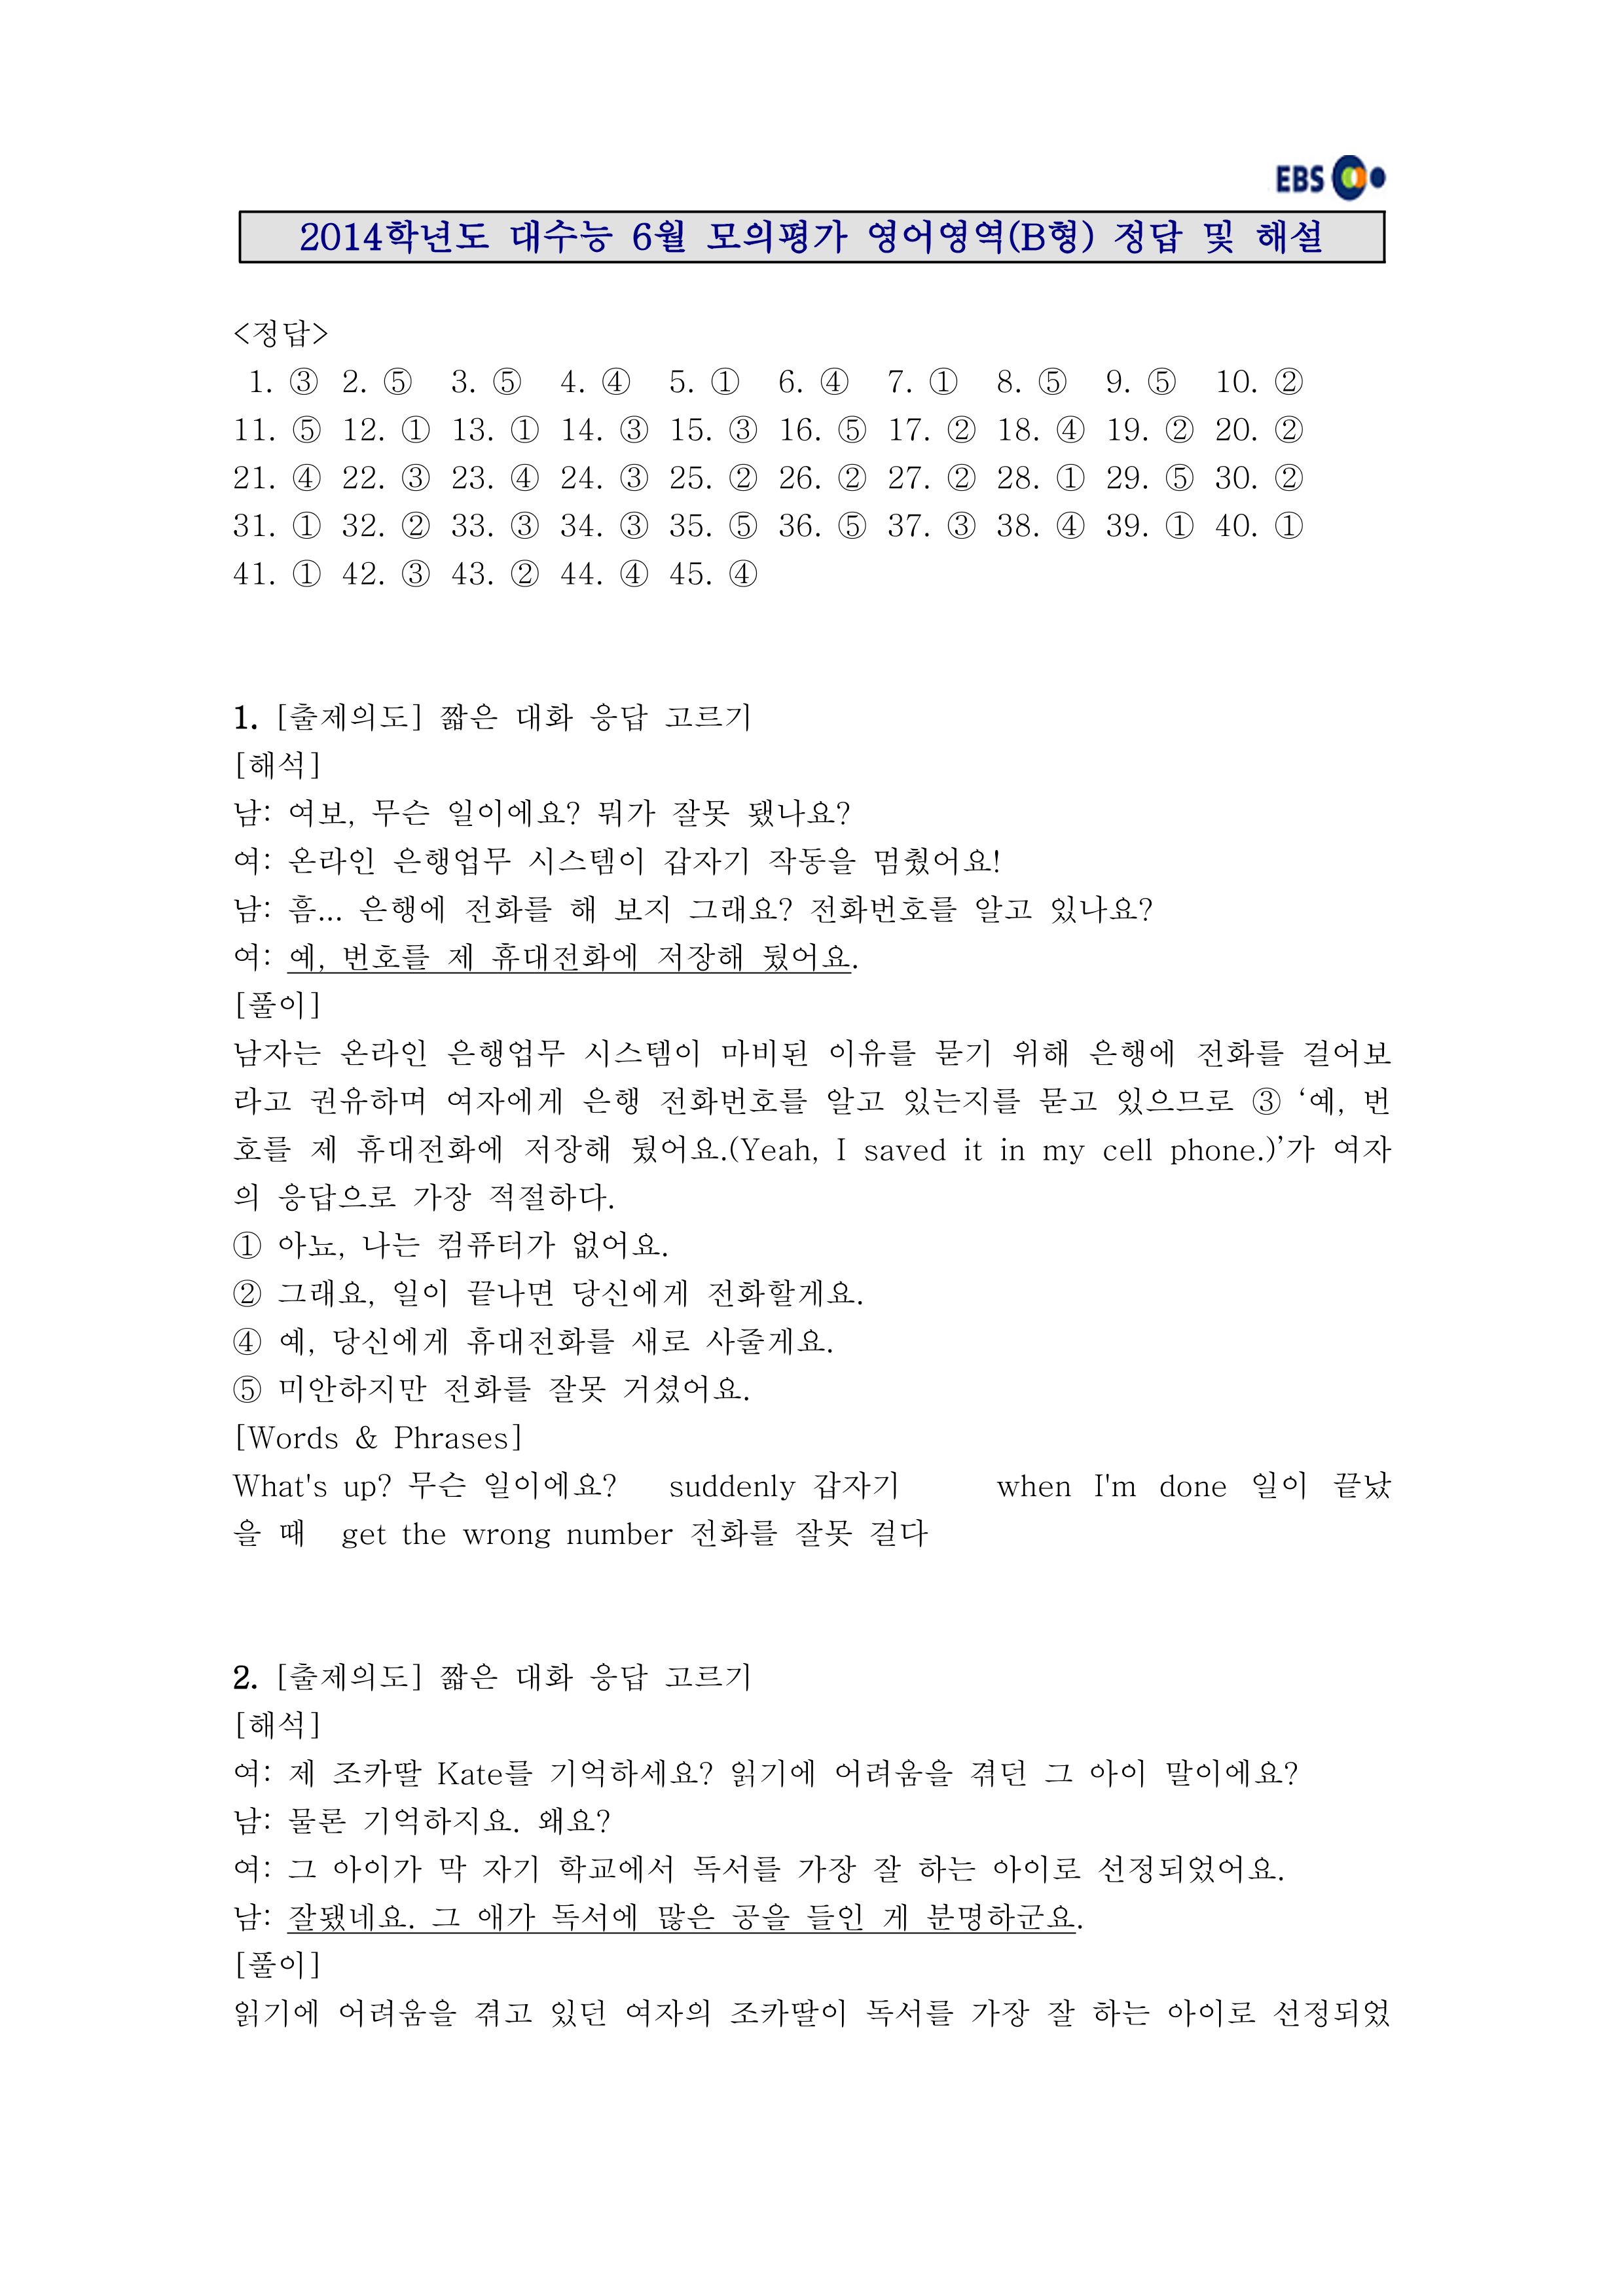 EBS
2014학년도 대수능 6월 모의평가 영어영역(B형) 정답 및 해설
<정답>
1. ③ 2. ⑤ 3. ⑤ 4. ④ 5. ① 6. ④ 7. ① 8. ⑤ 9. ⑤ 10. ②
11. ⑤ 12. ① 13. ① 14. ③ 15. ③ 16. ⑤ 17. ② 18. ④ 19. ② 20. ②
21. ④ 22. ③ 23. ④ 24. ③ 25. ② 26. ② 27. ② 28. ① 29. ⑤ 30. ②
31. ① 32. ② 33. ③ 34. ③ 35. ⑤ 36. ⑤ 37. ③ 38. ④ 39. ① 40. ①
41. ① 42. ③ 43. ② 44. ④ 45. ④
1. [출제의도] 짧은 대화 응답 고르기
[해석]
남: 여보, 무슨 일이에요? 뭐가 잘못 됐나요?
여: 온라인 은행업무 시스템이 갑자기 작동을 멈췄어요!
남: 흠... 은행에 전화를 해 보지 그래요? 전화번호를 알고 있나요?
여: 예, 번호를 제 휴대전화에 저장해 뒀어요.
[풀이]
남자는 온라인 은행업무 시스템이 마비된 이유를 묻기 위해 은행에 전화를 걸어보
라고 권유하며 여자에게 은행 전화번호를 알고 있는지를 묻고 있으므로 ③ ‘예, 번
호를 제 휴대전화에 저장해 뒀어요.(Yeah, I saved it in my cell phone.)’가 여자
의 응답으로 가장 적절하다.
① 아뇨, 나는 컴퓨터가 없어요.
② 그래요, 일이 끝나면 당신에게 전화할게요.
④ 예, 당신에게 휴대전화를 새로 사줄게요.
⑤ 미안하지만 전화를 잘못 거셨어요.
[Words & Phrases]
What's up? 무슨 일이에요? suddenly 갑자기 when I'm done 일이 끝났
을 때 get the wrong number 전화를 잘못 걸다
2. [출제의도] 짧은 대화 응답 고르기
[해석]
여: 제 조카딸 Kate를 기억하세요? 읽기에 어려움을 겪던 그 아이 말이에요?
남: 물론 기억하지요. 왜요?
여: 그 아이가 막 자기 학교에서 독서를 가장 잘 하는 아이로 선정되었어요.
남: 잘됐네요. 그 애가 독서에 많은 공을 들인 게 분명하군요.
[풀이]
읽기에 어려움을 겪고 있던 여자의 조카딸이 독서를 가장 잘 하는 아이로 선정되었